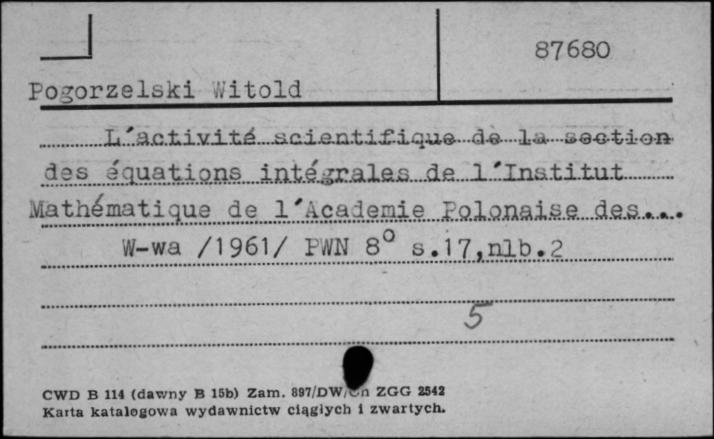 87680
Pogorzelski Witold
L'activité scientifique de la section
des équations intégrales de l'Institut
Mathématique de l'Academie Polonaise des...
W-wa /1961/ PWN 8° s.17,nlb.2
5
CWD B 114 (dawny B 15b) Zam. 897/DW/ ZGG 2542
Karta katalogowa wydawnictw ciągłych i zwartych.